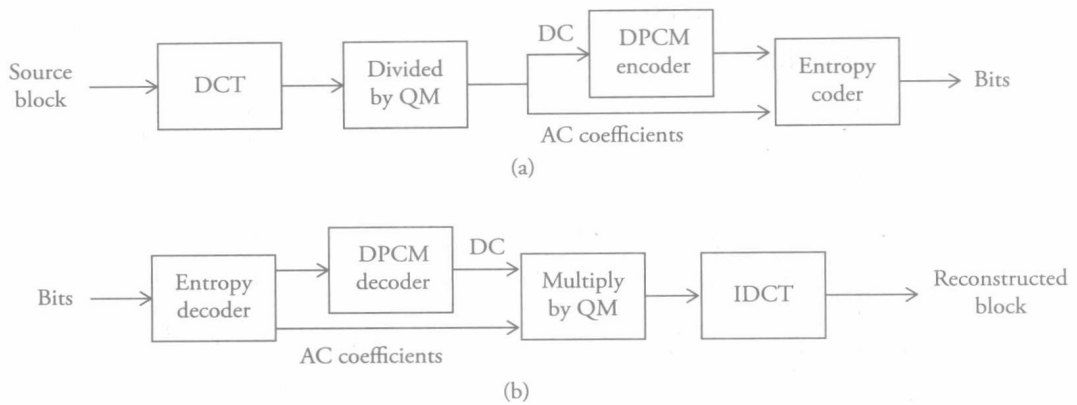 Source
block
DCT
Divided
by QM
DC
DPCM
encoder
Entropy
coder
Bits
AC coefficients
(a)
Bits
Entropy
decoder
DPCM
decoder
DC
Multiply
by QM
IDCT
Reconstructed
block
AC coefficients
(b)